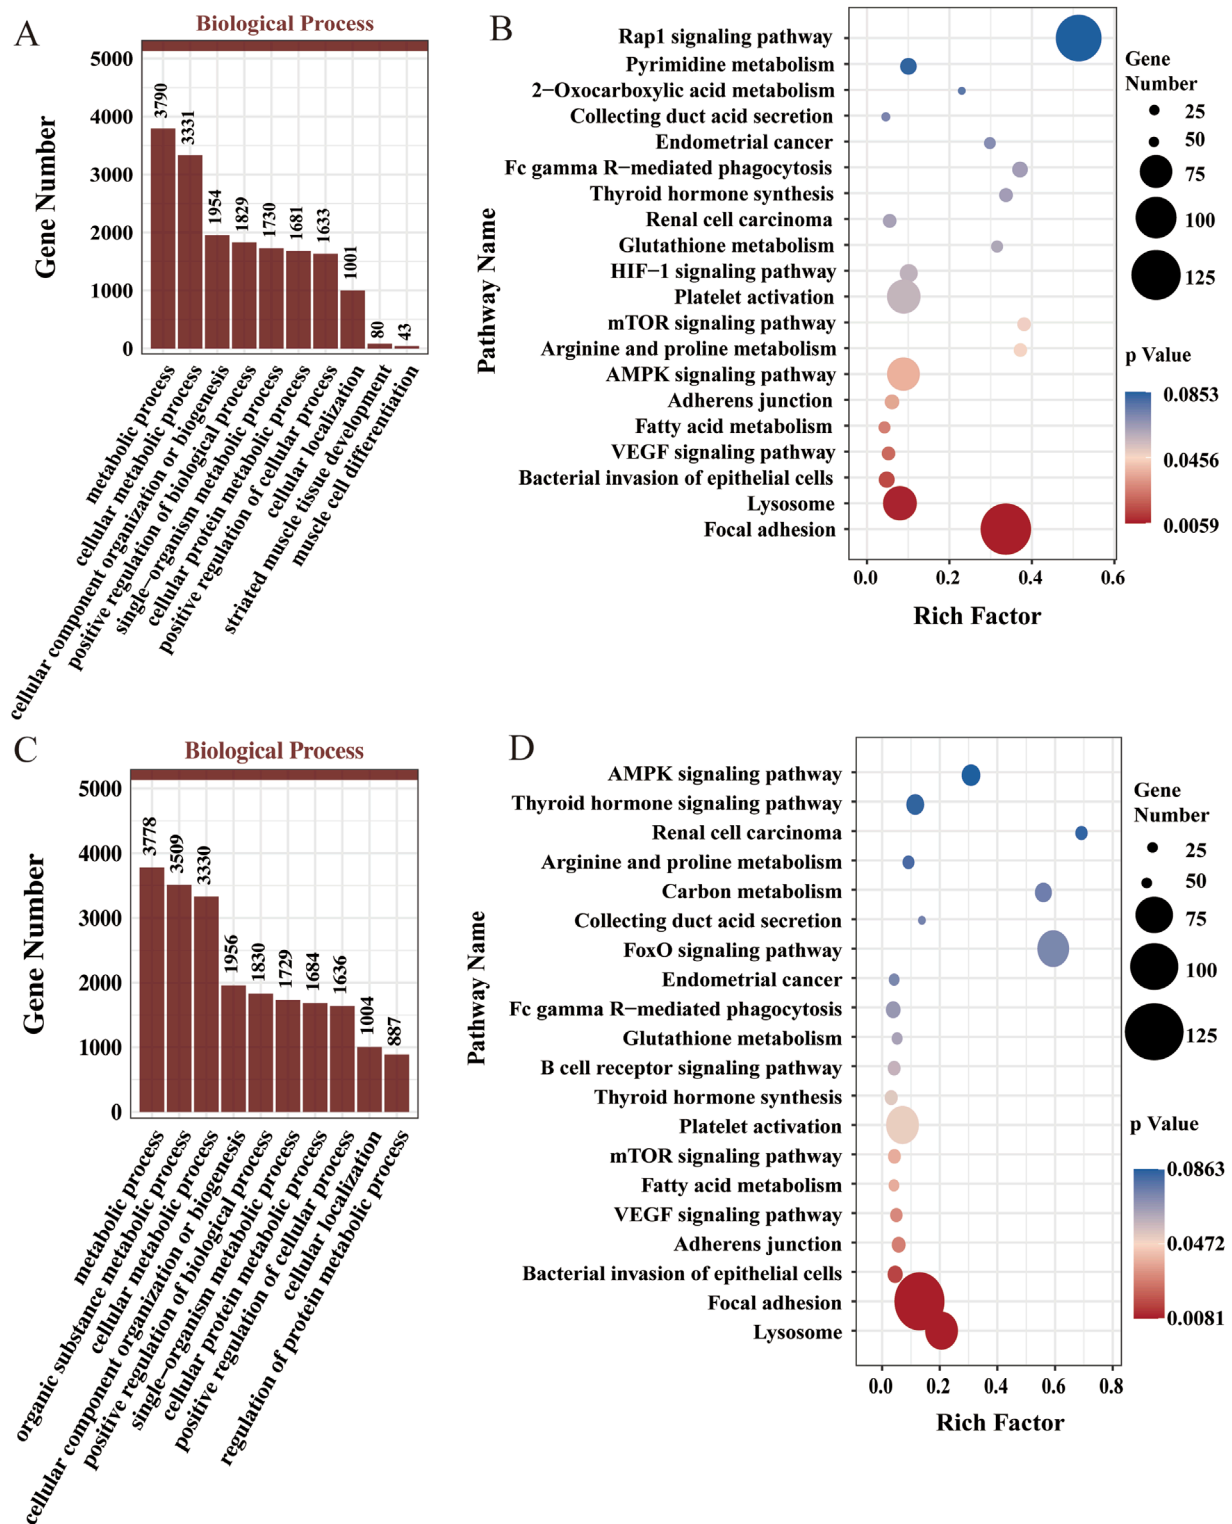 A
Biological Process
Gene Number
5000
4000
3000
2000
1000
0
3790
3331
1954
1829
1730
1681
1633
1001
80
43
metabolic process
cellular metabolic process
cellular component organization or biogenesis
positive regulation of biological process
single−organism metabolic process
cellular protein metabolic process
positive regulation of cellular process
cellular localization
striated muscle tissue development
muscle cell differentiation
B
Pathway Name
Rap1 signaling pathway
Pyrimidine metabolism
2−Oxocarboxylic acid metabolism
Collecting duct acid secretion
Endometrial cancer
Fc gamma R−mediated phagocytosis
Thyroid hormone synthesis
Renal cell carcinoma
Glutathione metabolism
HIF−1 signaling pathway
Platelet activation
mTOR signaling pathway
Arginine and proline metabolism
AMPK signaling pathway
Adherens junction
Fatty acid metabolism
VEGF signaling pathway
Bacterial invasion of epithelial cells
Lysosome
Focal adhesion
0.0 0.2 0.4 0.6
Rich Factor
Gene
Number
25
50
75
100
125
p Value
0.0853
0.0456
0.0059
C
Biological Process
Gene Number
5000
4000
3000
2000
1000
0
3778
3509
3330
1956
1830
1729
1684
1636
1004
887
metabolic process
organic substance metabolic process
cellular metabolic process
cellular component organization or biogenesis
positive regulation of biological process
single−organism metabolic process
cellular protein metabolic process
positive regulation of cellular process
cellular localization
regulation of protein metabolic process
D
Pathway Name
AMPK signaling pathway
Thyroid hormone signaling pathway
Renal cell carcinoma
Arginine and proline metabolism
Carbon metabolism
Collecting duct acid secretion
FoxO signaling pathway
Endometrial cancer
Fc gamma R−mediated phagocytosis
Glutathione metabolism
B cell receptor signaling pathway
Thyroid hormone synthesis
Platelet activation
mTOR signaling pathway
Fatty acid metabolism
VEGF signaling pathway
Adherens junction
Bacterial invasion of epithelial cells
Focal adhesion
Lysosome
0.0 0.2 0.4 0.6 0.8
Rich Factor
Gene
Number
25
50
75
100
125
p Value
0.0863
0.0472
0.0081